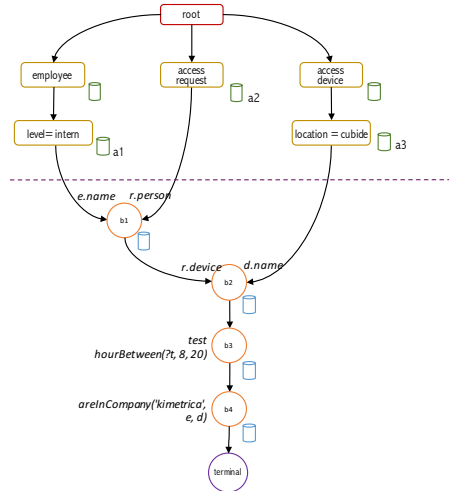 root
employee
access
request
access
device
a2
level= intern
location = cubide
a1
a3
e.name
r.person
b1
r.device
d.name
b2
test
hourBetween(?t, 8, 20)
b3
areInCompany('kimetrica',
e, d)
b4
terminal